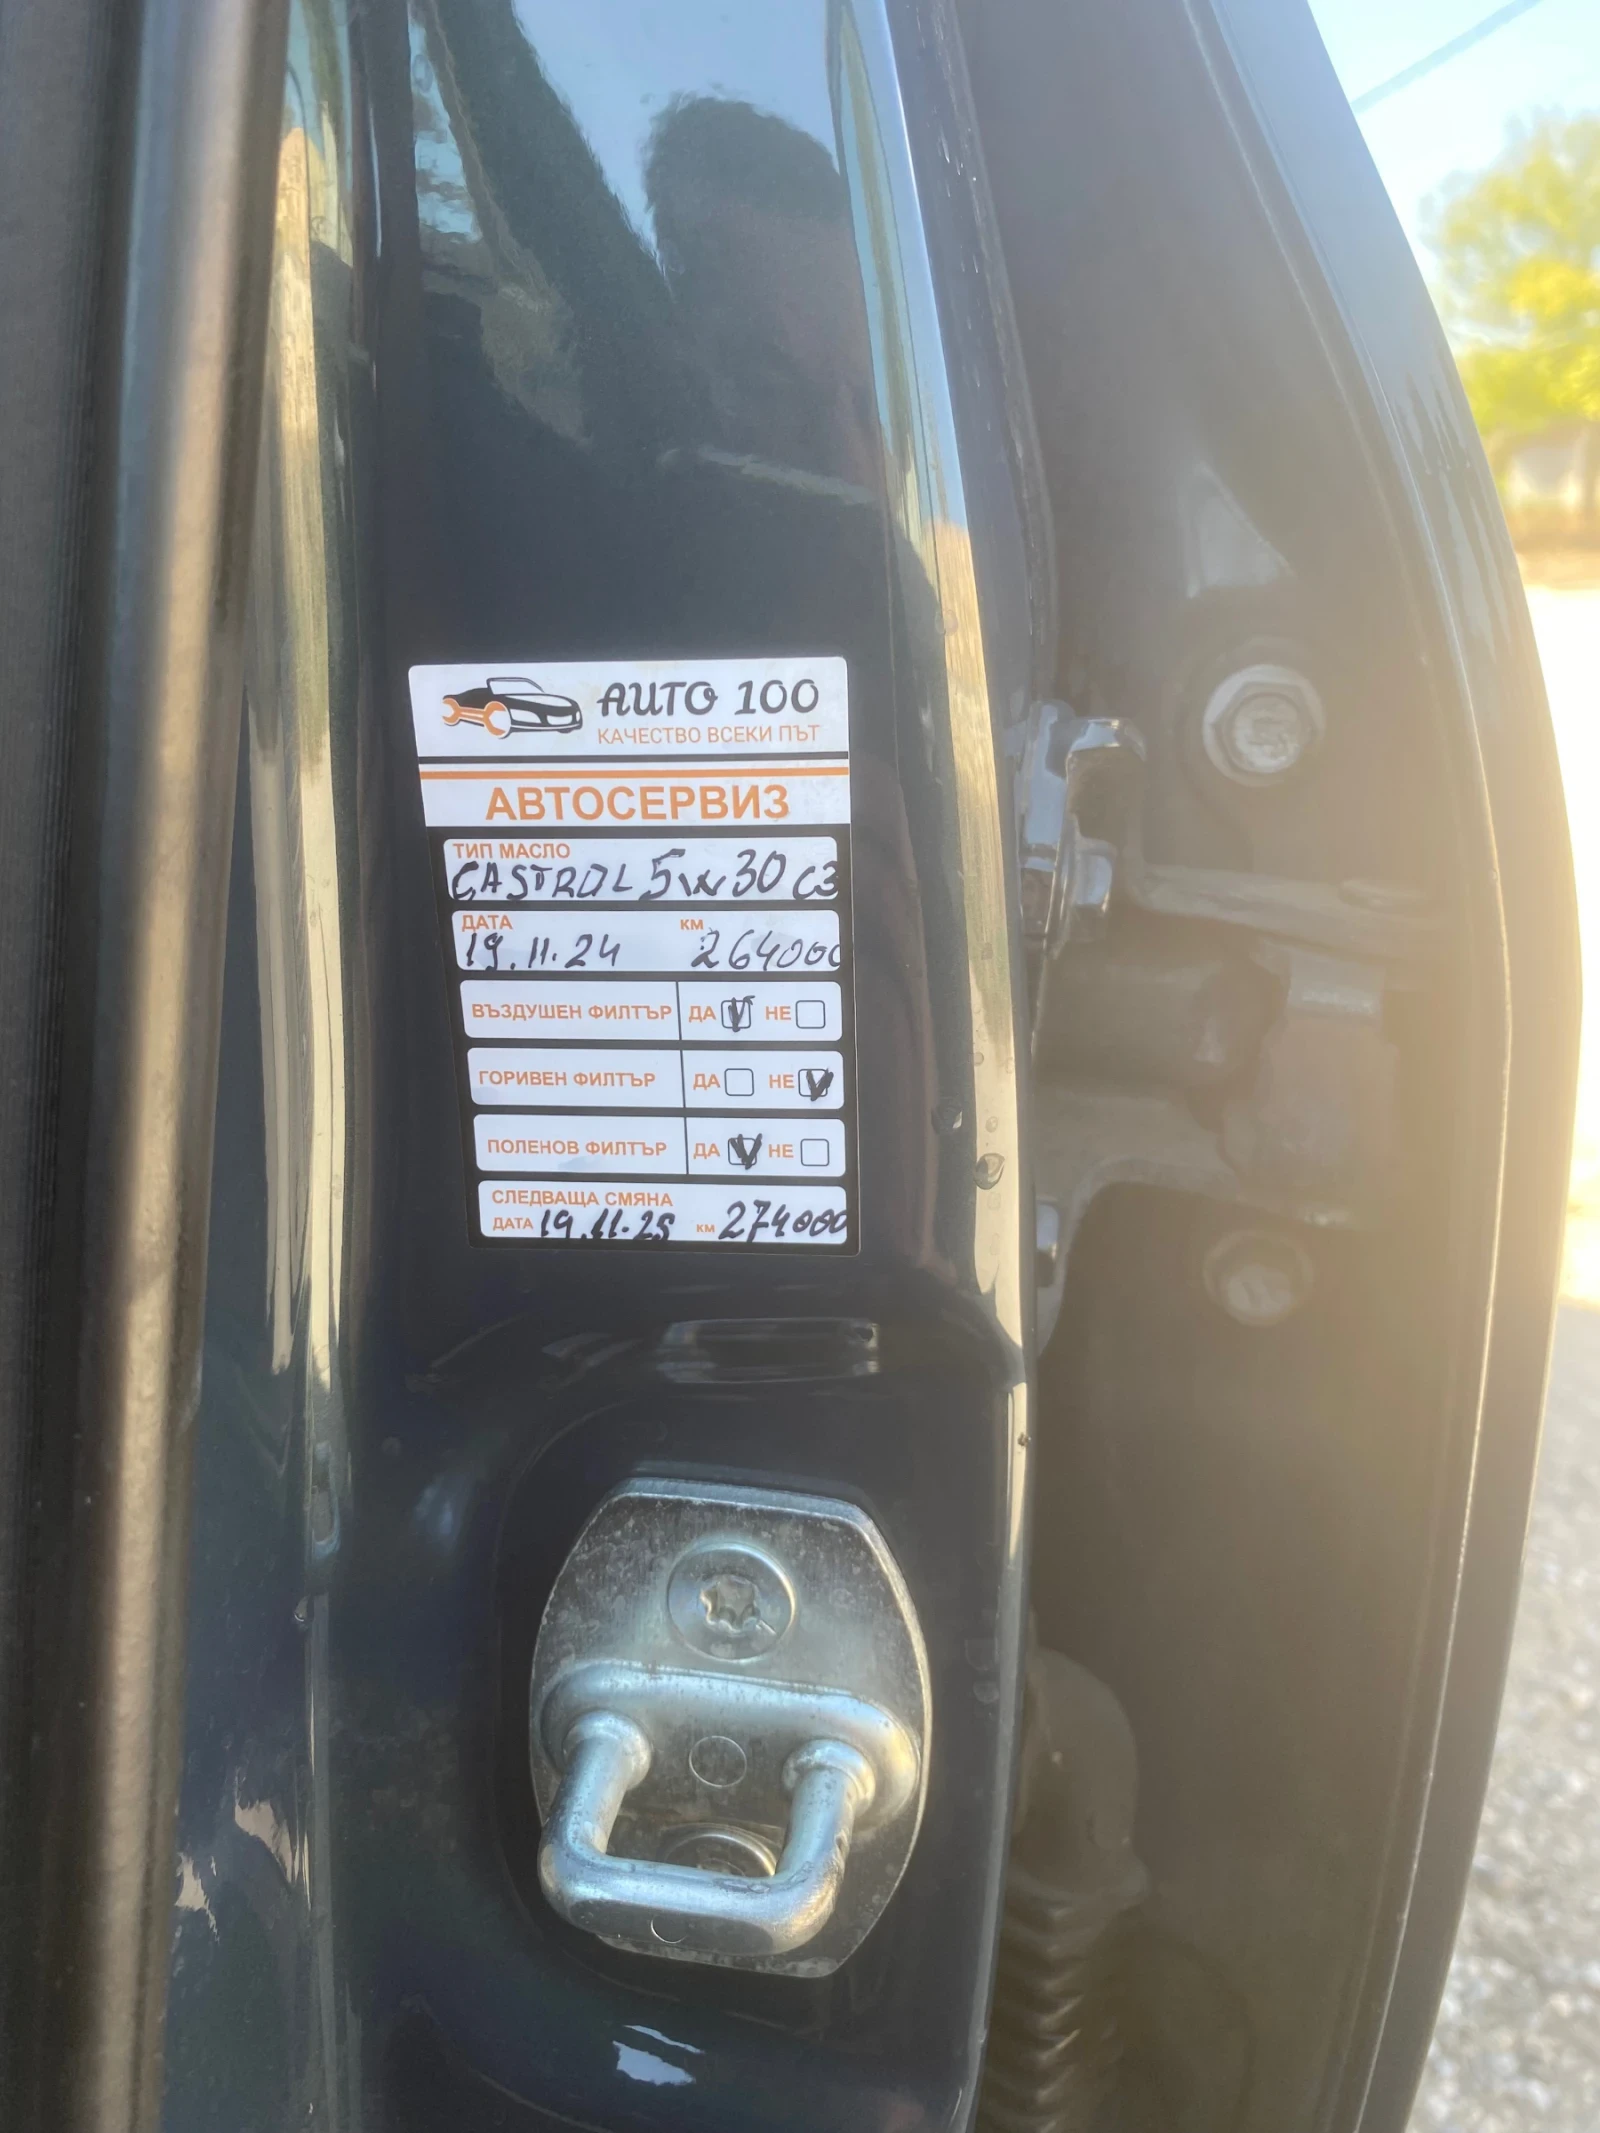 AUTO 100
КАЧЕСТВО ВСЕКИ ПЪТ
АВТОСЕРВИЗ
ТИП МАСЛО
CASTROL 5W30 C3
ДАТА КМ
19.11.24 264000
ВЪЗДУШЕН ФИЛТЪР ДА НЕ
ГОРИВЕН ФИЛТЪР ДА НЕ
ПОЛЕНОВ ФИЛТЪР ДА НЕ
СЛЕДВАЩА СМЯНА
ДАТА 19.11.25 КМ 274000